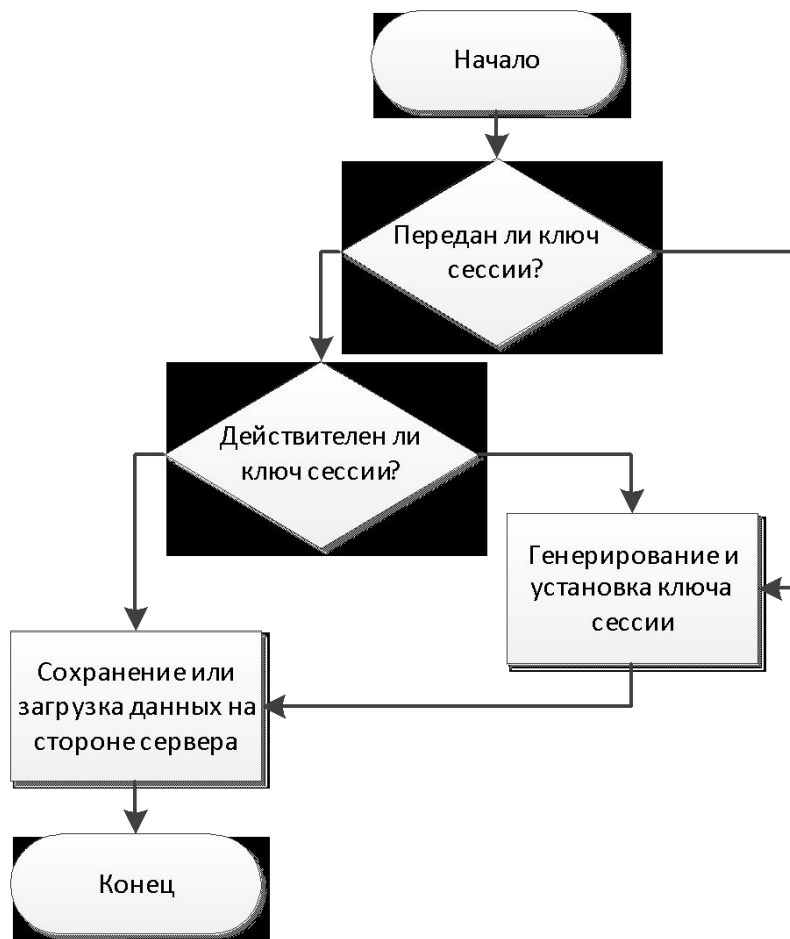 Начало
Передан ли ключ
сессии?
Действителен ли
ключ сессии?
Генерирование и
установка ключа
сессии
Сохранение или
загрузка данных на
стороне сервера
Конец